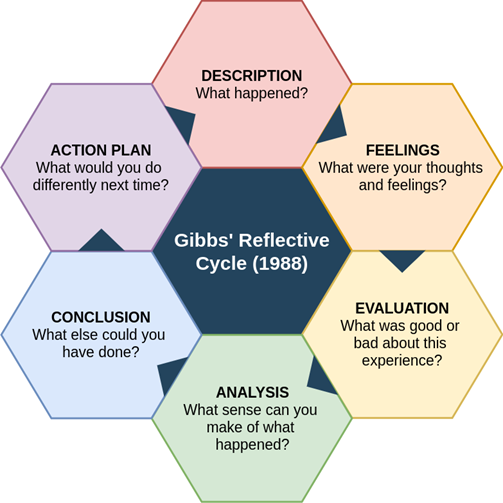 DESCRIPTION
What happened?
FEELINGS
What were your thoughts
and feelings?
EVALUATION
What was good or
bad about this
experience?
ANALYSIS
What sense can you
make of what
happened?
CONCLUSION
What else could you
have done?
ACTION PLAN
What would you do
differently next time?
Gibbs' Reflective
Cycle (1988)